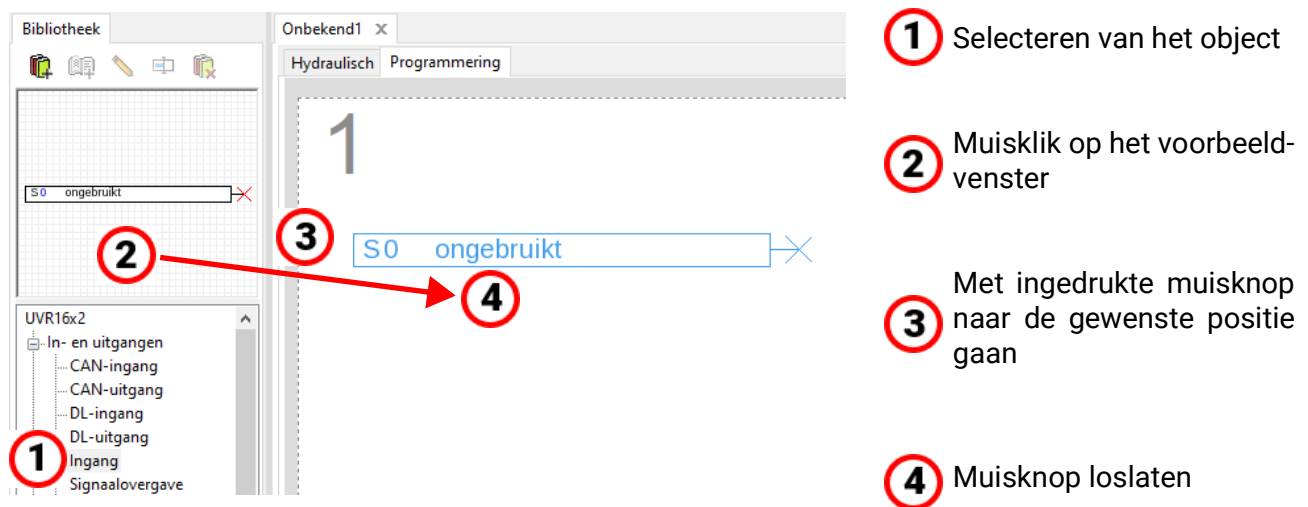 Bibliotheek
Onbekend1
Hydraulisch Programmering
1
S 0 ongebruikt
2
3
S 0 ongebruikt
4
UVR16x2
In- en uitgangen
CAN-ingang
CAN-uitgang
DL-ingang
DL-uitgang
1
Ingang
Signaalovergave
1 Selecteren van het object
2 Muisklik op het voorbeeld-
venster
Met ingedrukte muisknop
3 naar de gewenste positie
gaan
4 Muisknop loslaten